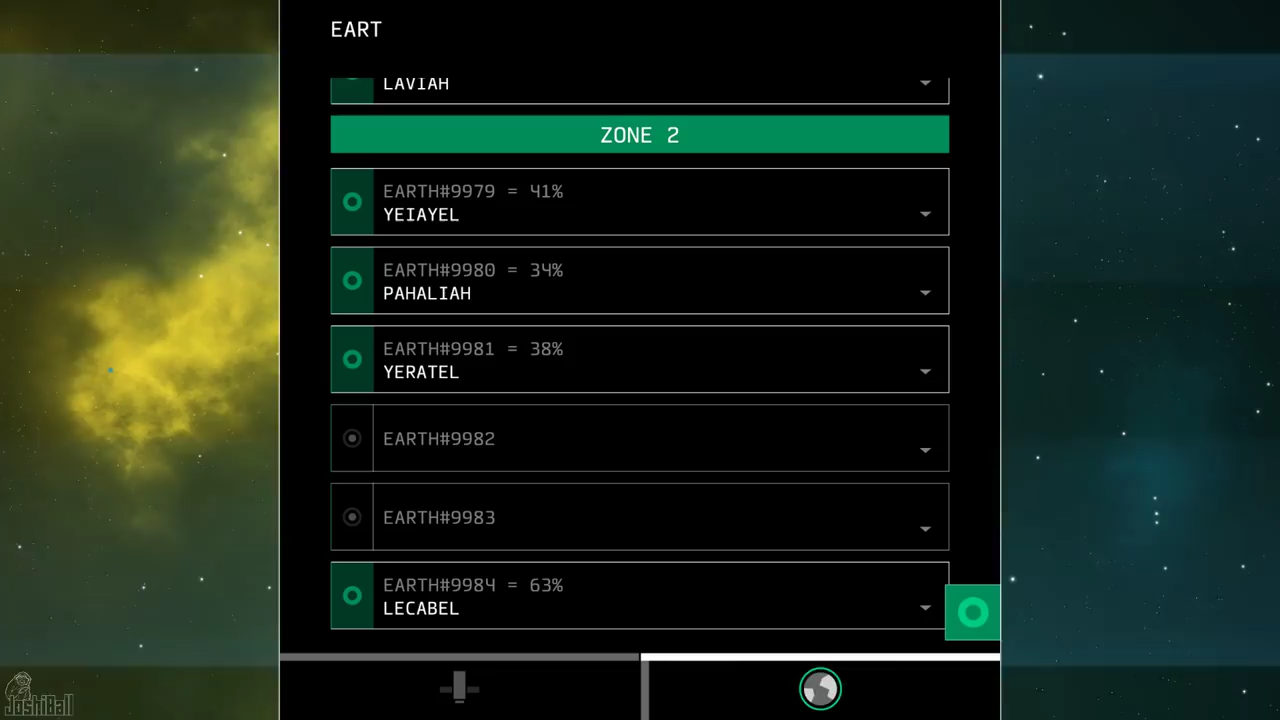 EART
LAVIAH
ZONE 2
EARTH#9979 = 41%
YEIAYEL
EARTH#9980 = 34%
PAHALIAH
EARTH#9981 = 38%
YERATEL
EARTH#9982
EARTH#9983
EARTH#9984 = 63%
LECABEL
JoshiBall